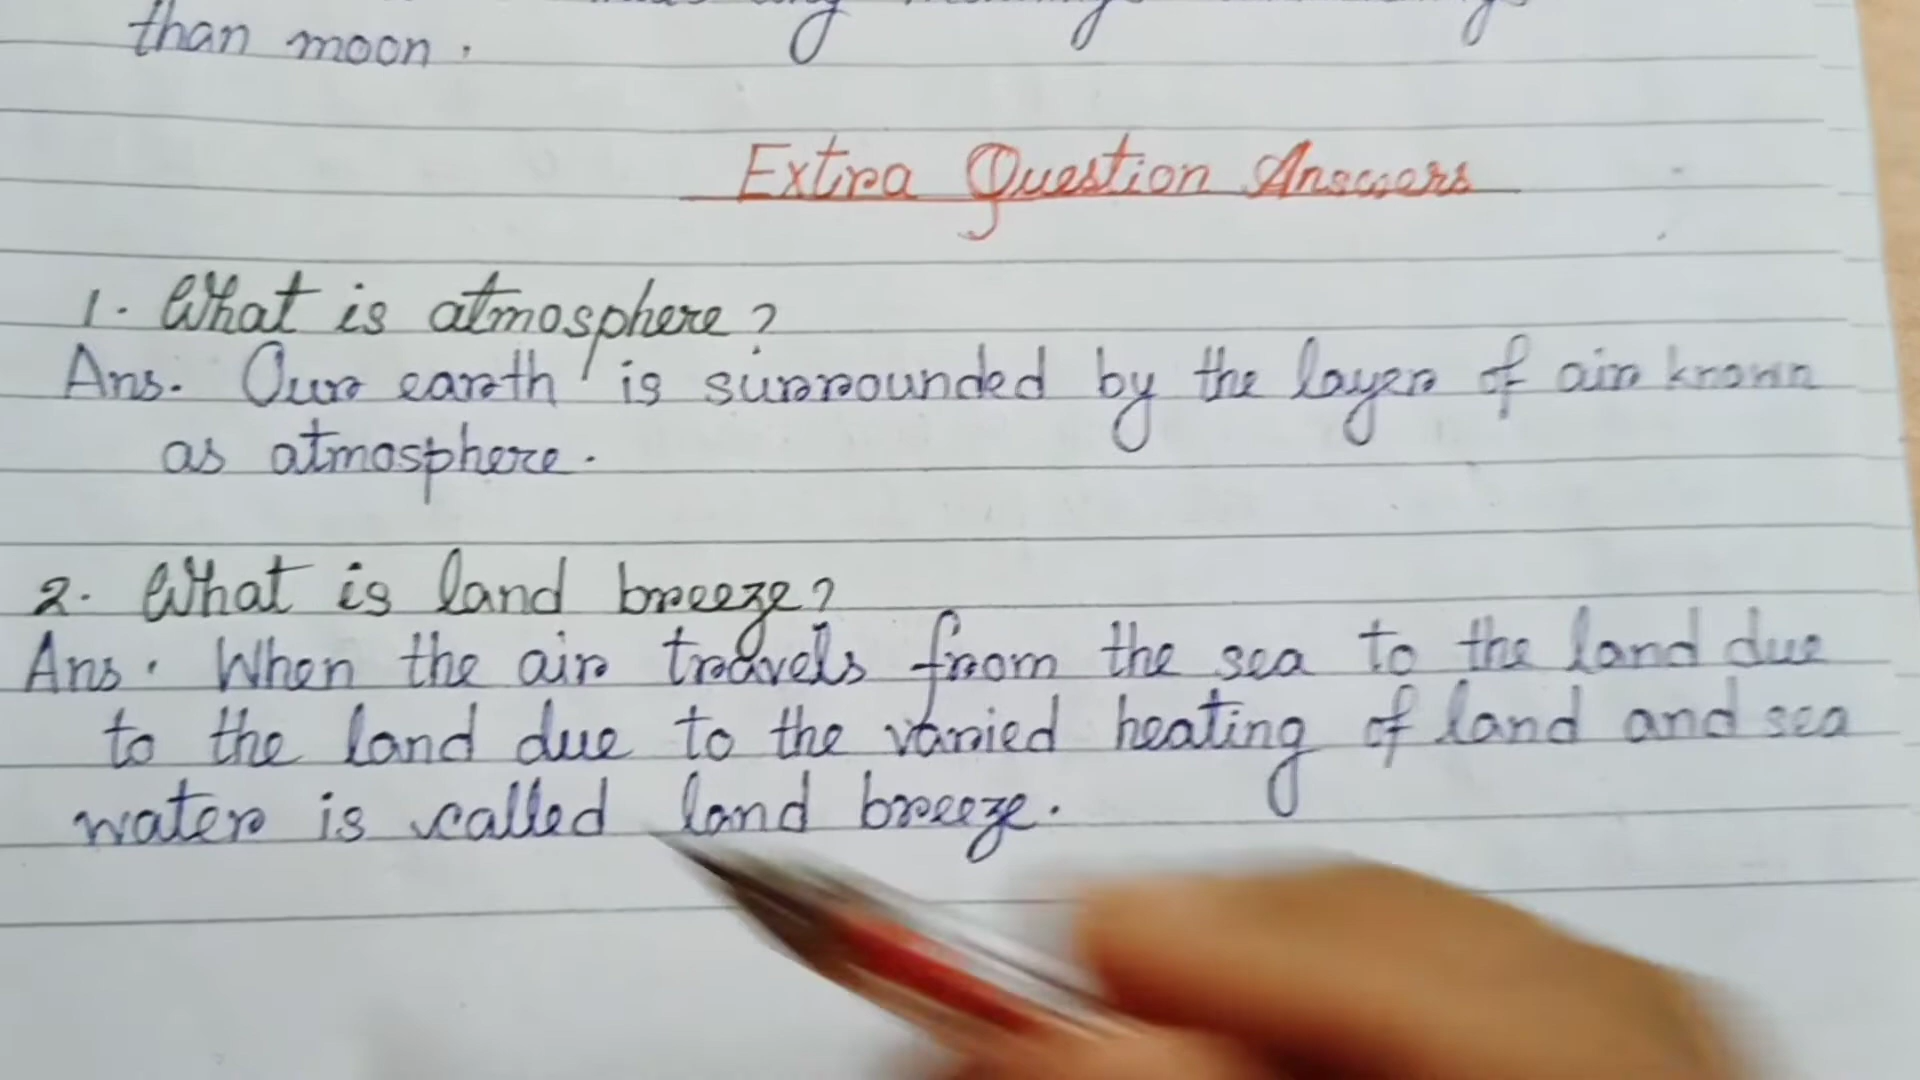 than moon.
Extra Question Answers
1. What is atmosphere?
Ans. Our earth is surrounded by the layer of air known
as atmosphere.
2. What is land breeze?
Ans. When the air travels from the sea to the land due
to the land due to the varied heating of land and sea
water is called land breeze.